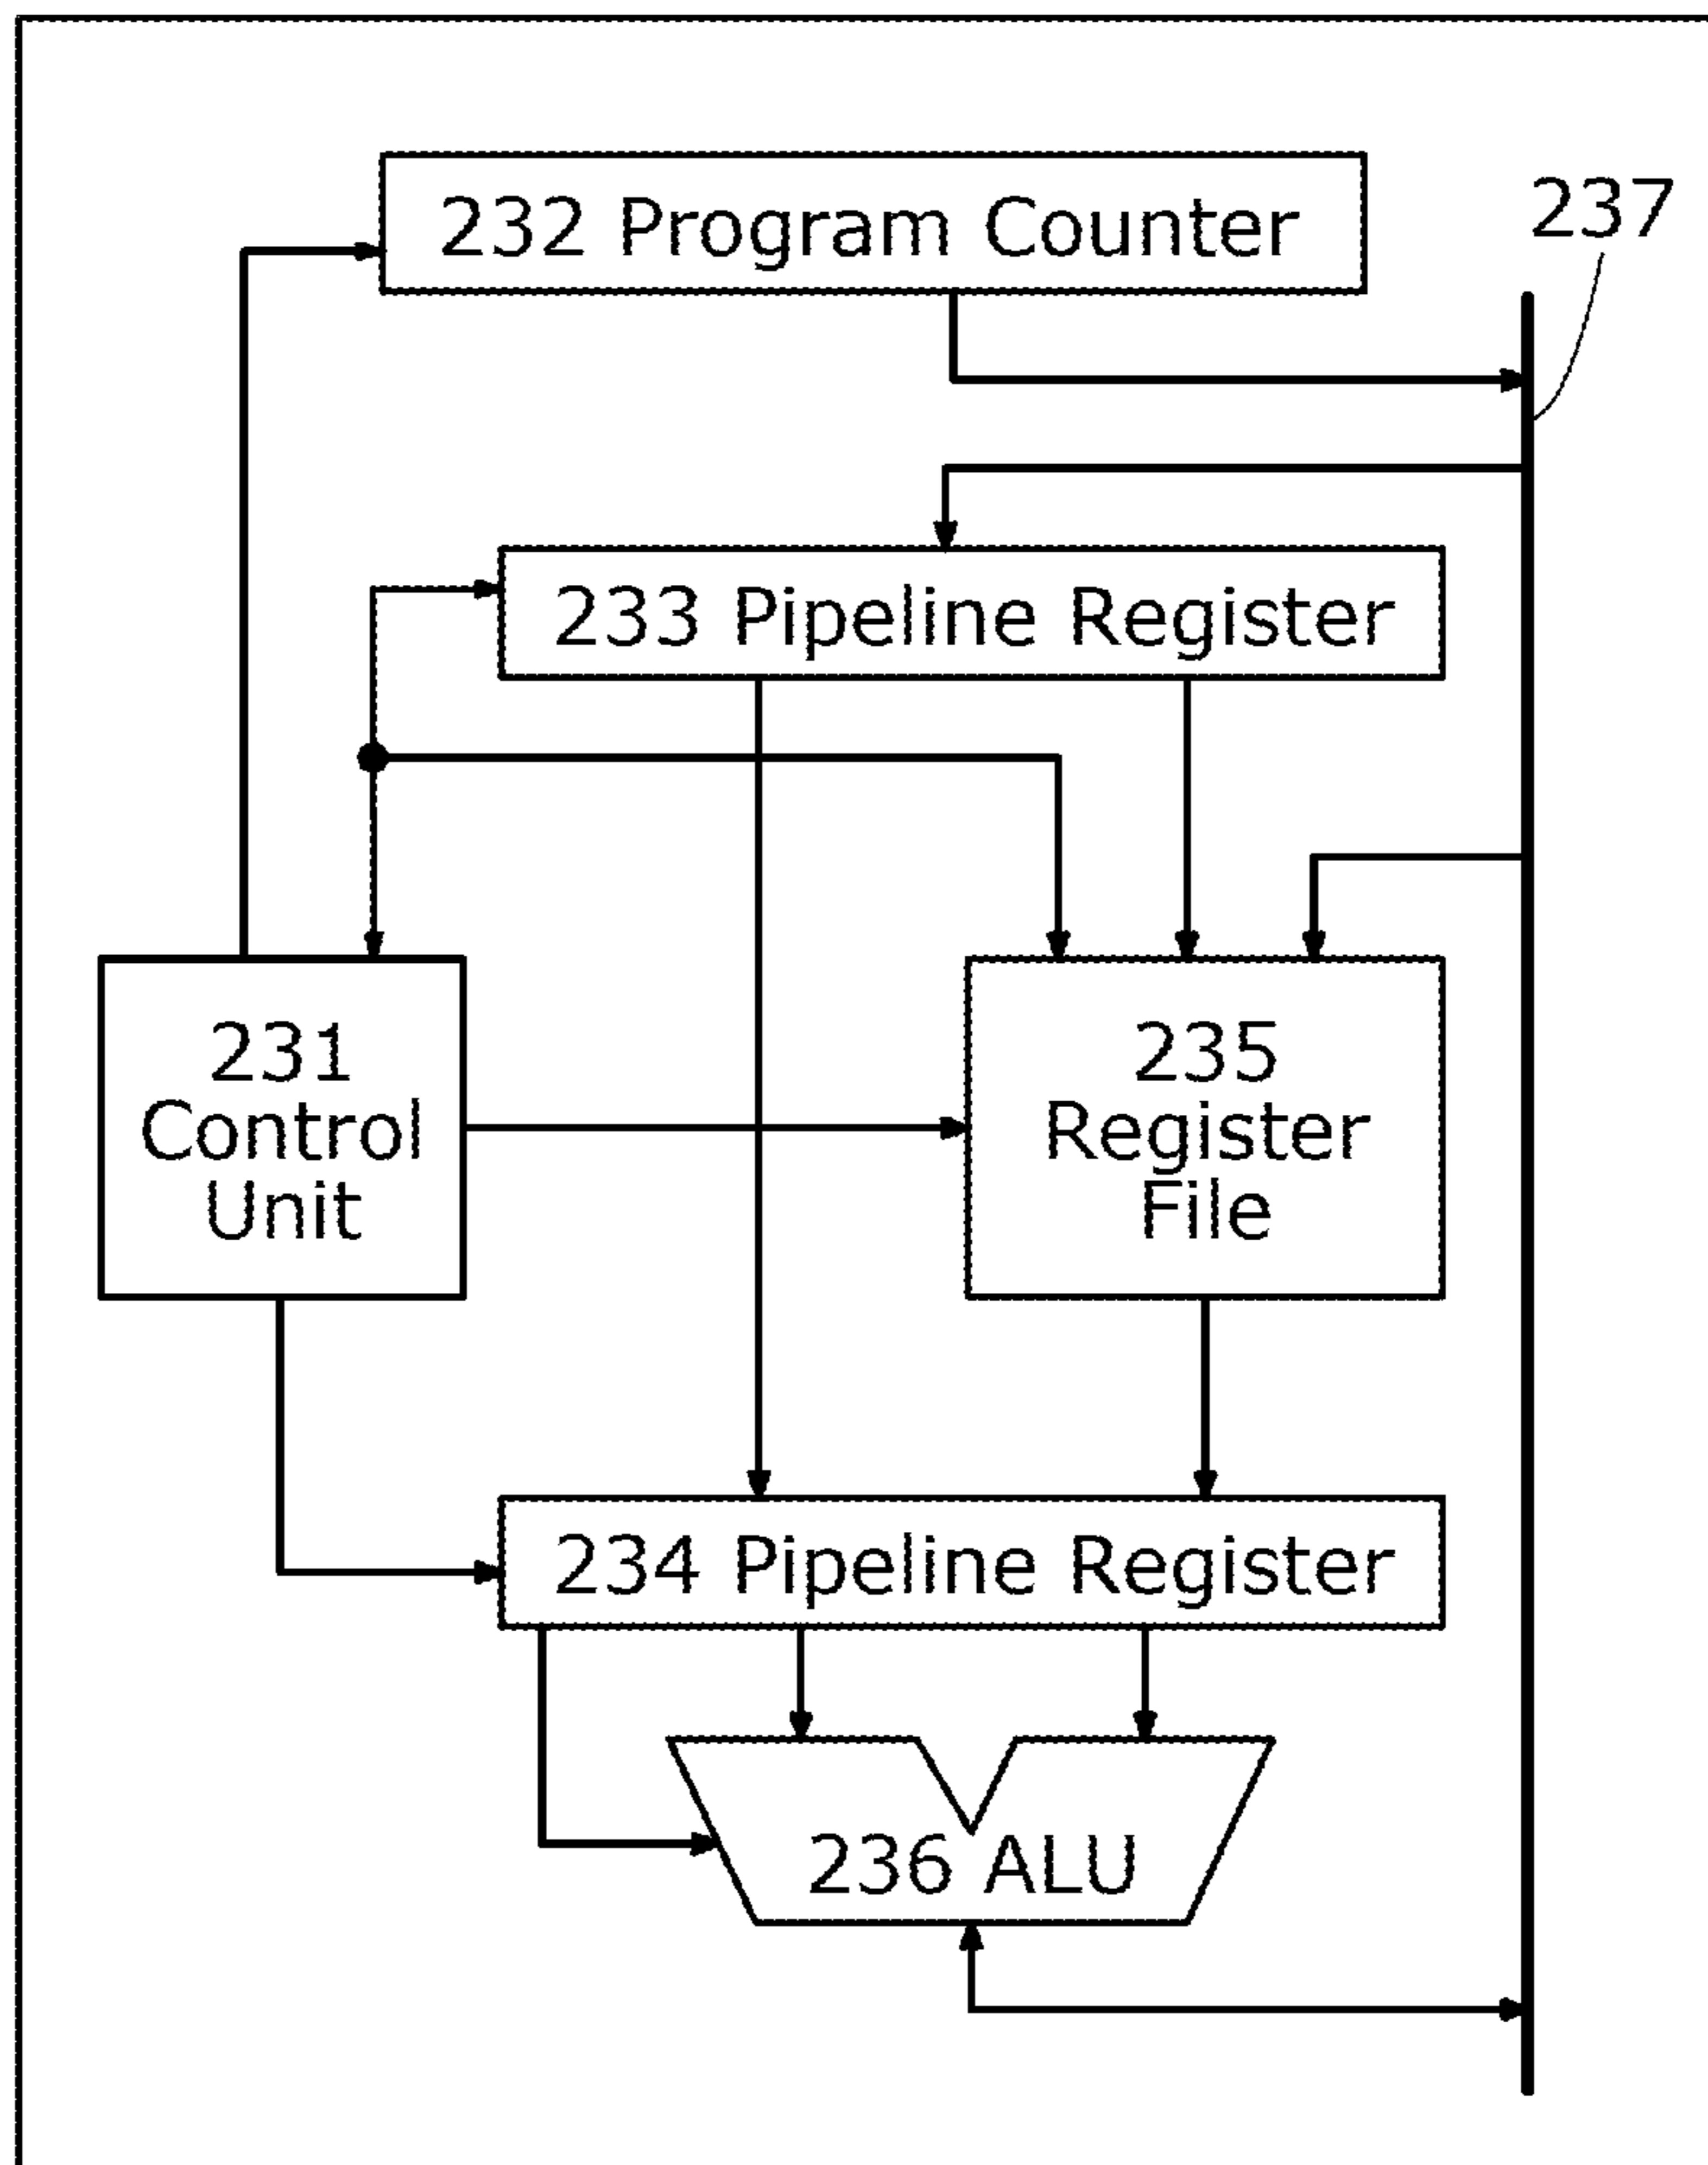 232 Program Counter
237
233 Pipeline Register
231
Control
Unit
235
Register
File
234 Pipeline Register
236 ALU